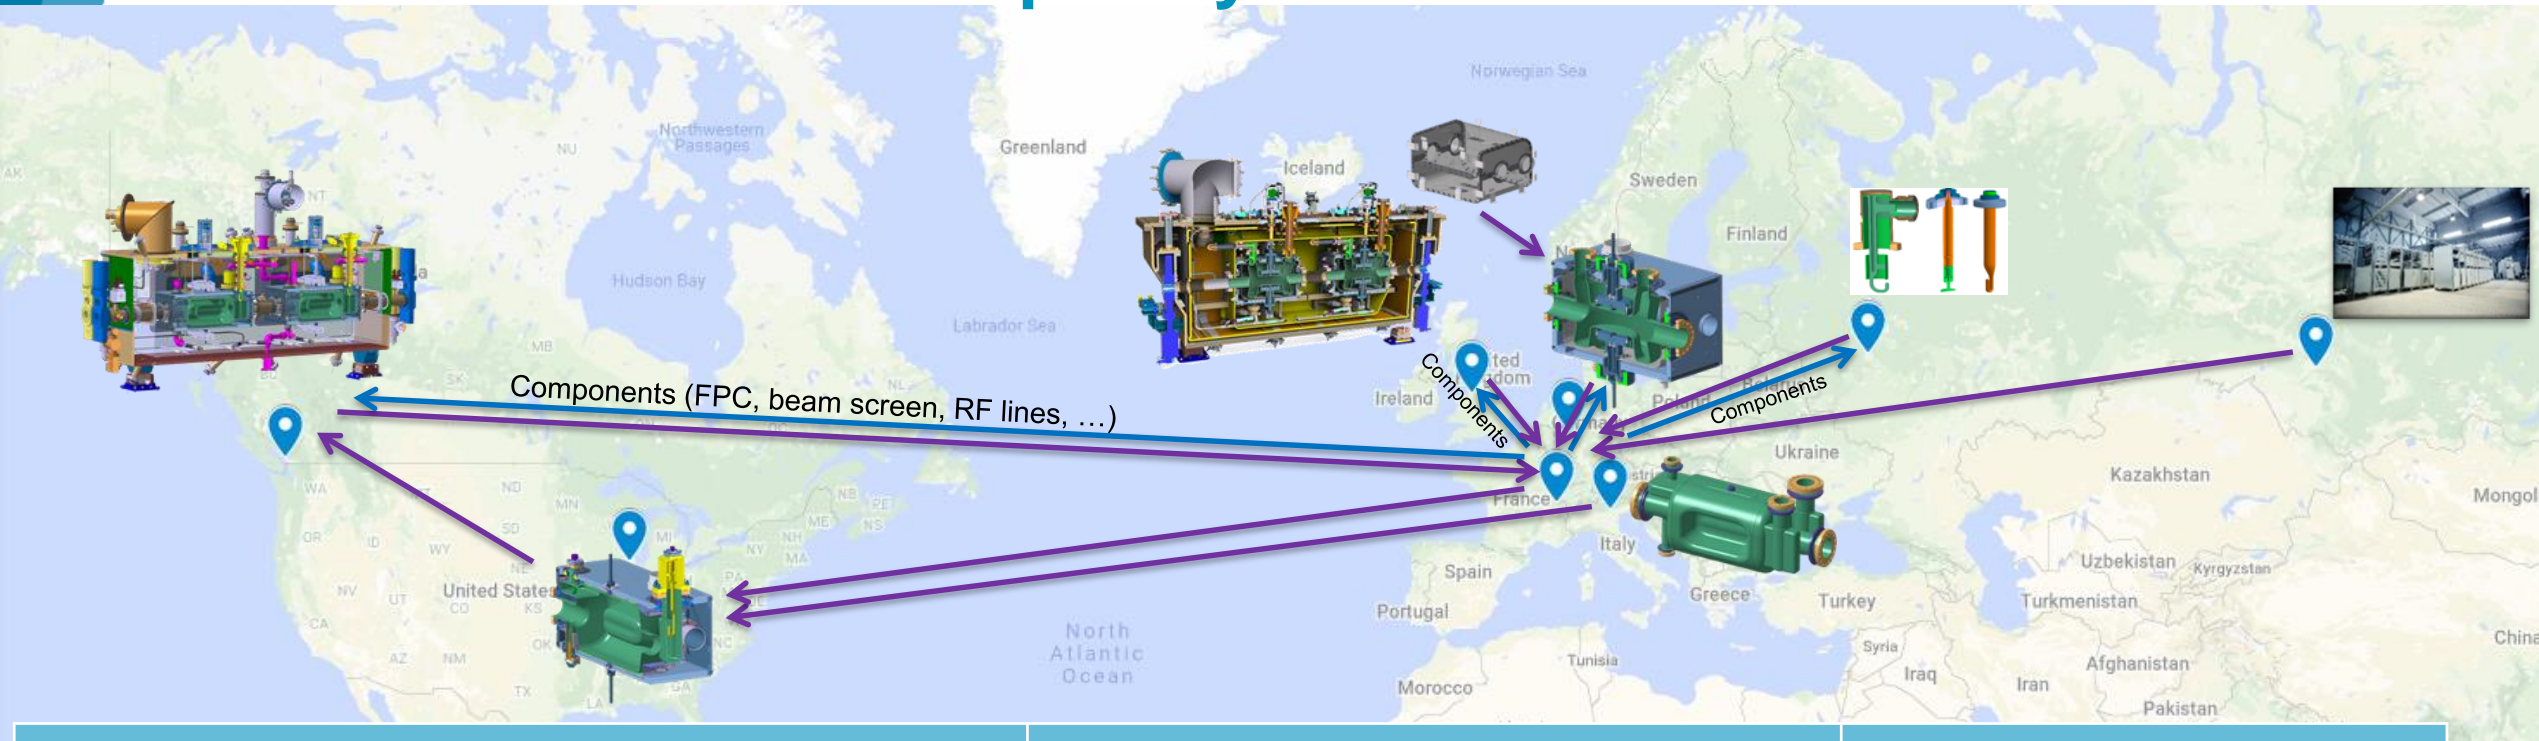 Norwegian Sea
Northwestern
Passages
NU
Greenland
Iceland
AK
Sweden
NT
Finland
Hudson Bay
Labrador Sea
MB
Components
United
Kingdom
SK
NL
Components (FPC, beam screen, RF lines, …)
Ireland
Poland
Components
ON
QC
Ukraine
Kazakhstan
WA
ND
MN
NB
PE
France
Mongol
OR
ID
SD
MI
ME
NS
WY
NH
NY
MA
Italy
NE
Uzbekistan
Kyrgyzstan
Spain
PA
NV
UT
United States
CO
KS
Greece
Turkey
Turkmenistan
Portugal
CA
North
Atlantic
Ocean
OK
NC
China
AZ
NM
Tunisia
Syria
Iraq
Afghanistan
Morocco
Iran
TX
GA
LA
Pakistan